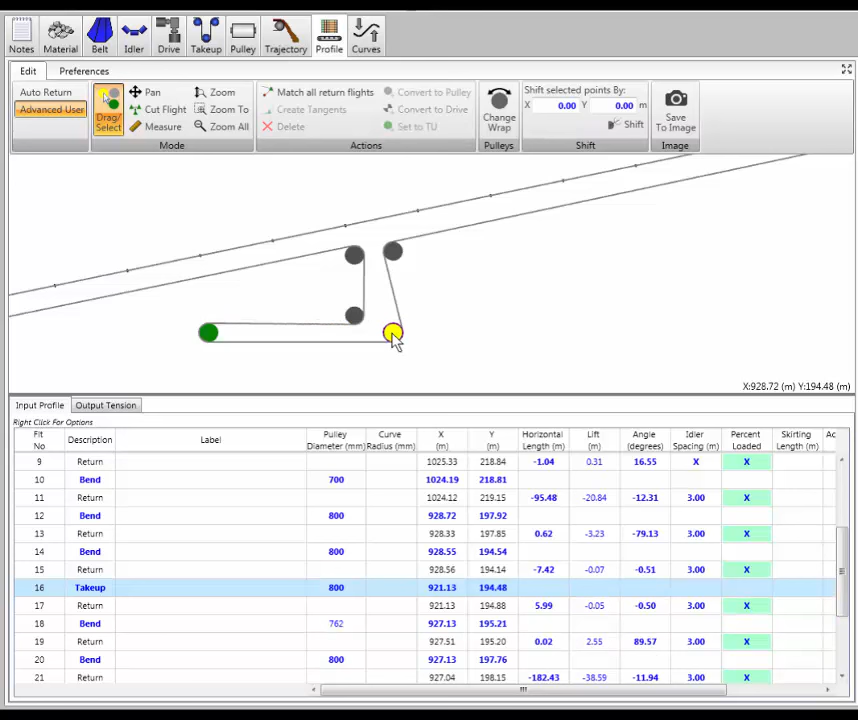 Notes Material Belt Idler Drive Takeup Pulley Trajectory Profile Curves
Edit Preferences
Auto Return
Advanced User
Drag/
Select
Pan Zoom
Cut Flight Zoom To
Measure Zoom All
Mode
Match all return flights Convert to Pulley
Create Tangents Convert to Drive
Delete Set to TU
Actions
Change
Wrap
Pulleys
Shift selected points By:
X 0.00 Y 0.00 m
Shift
Shift
Save
To Image
Image
X:928.72 (m) Y:194.48 (m)
Input Profile Output Tension
Right Click For Options
Flt
No Description Label Pulley
Diameter (mm) Curve
Radius (mm) X
(m) Y
(m) Horizontal
Length (m) Lift
(m) Angle
(degrees) Idler
Spacing (m) Percent
Loaded Skirting
Length (m) Ac
9 Return 1025.33 218.84 -1.04 0.31 16.55 X X
10 Bend 700 1024.19 218.81
11 Return 1024.12 219.15 -95.48 -20.84 -12.31 3.00 X
12 Bend 800 928.72 197.92
13 Return 928.33 197.85 0.62 -3.23 -79.13 3.00 X
14 Bend 800 928.55 194.54
15 Return 928.56 194.14 -7.42 -0.07 -0.51 3.00 X
16 Takeup 800 921.13 194.48
17 Return 921.13 194.88 5.99 -0.05 -0.50 3.00 X
18 Bend 762 927.13 195.21
19 Return 927.51 195.20 0.02 2.55 89.57 3.00 X
20 Bend 800 927.13 197.76
21 Return 927.04 198.15 -182.43 -38.59 -11.94 3.00 X